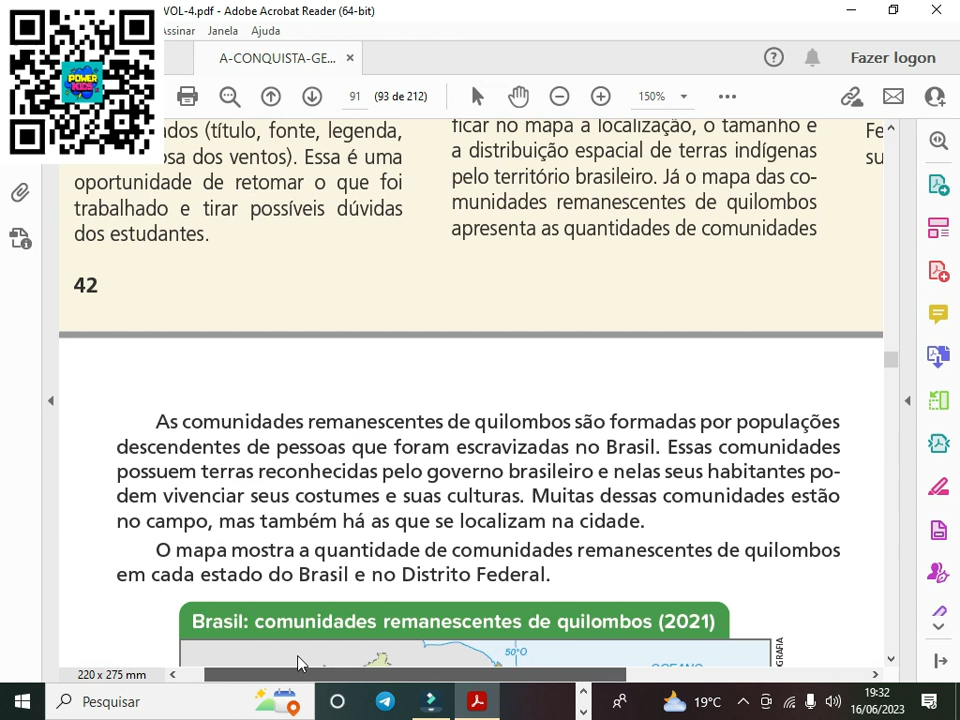 VOL-4.pdf - Adobe Acrobat Reader (64-bit)
Assinar Janela Ajuda
A-CONQUISTA-GE... × Fazer logon
91 (93 de 212) 150%
POWER
KIDS
ados (título, fonte, legenda,
osa dos ventos). Essa é uma
oportunidade de retomar o que foi
trabalhado e tirar possíveis dúvidas
dos estudantes.
42
ficar no mapa a localização, o tamanho e
a distribuição espacial de terras indígenas
pelo território brasileiro. Já o mapa das co-
munidades remanescentes de quilombos
apresenta as quantidades de comunidades
Fe
su
As comunidades remanescentes de quilombos são formadas por populações
descendentes de pessoas que foram escravizadas no Brasil. Essas comunidades
possuem terras reconhecidas pelo governo brasileiro e nelas seus habitantes po-
dem vivenciar seus costumes e suas culturas. Muitas dessas comunidades estão
no campo, mas também há as que se localizam na cidade.
O mapa mostra a quantidade de comunidades remanescentes de quilombos
em cada estado do Brasil e no Distrito Federal.
Brasil: comunidades remanescentes de quilombos (2021)
50°O
OCEANO
GRAFIA
220 x 275 mm
Pesquisar
19°C
19:32
16/06/2023